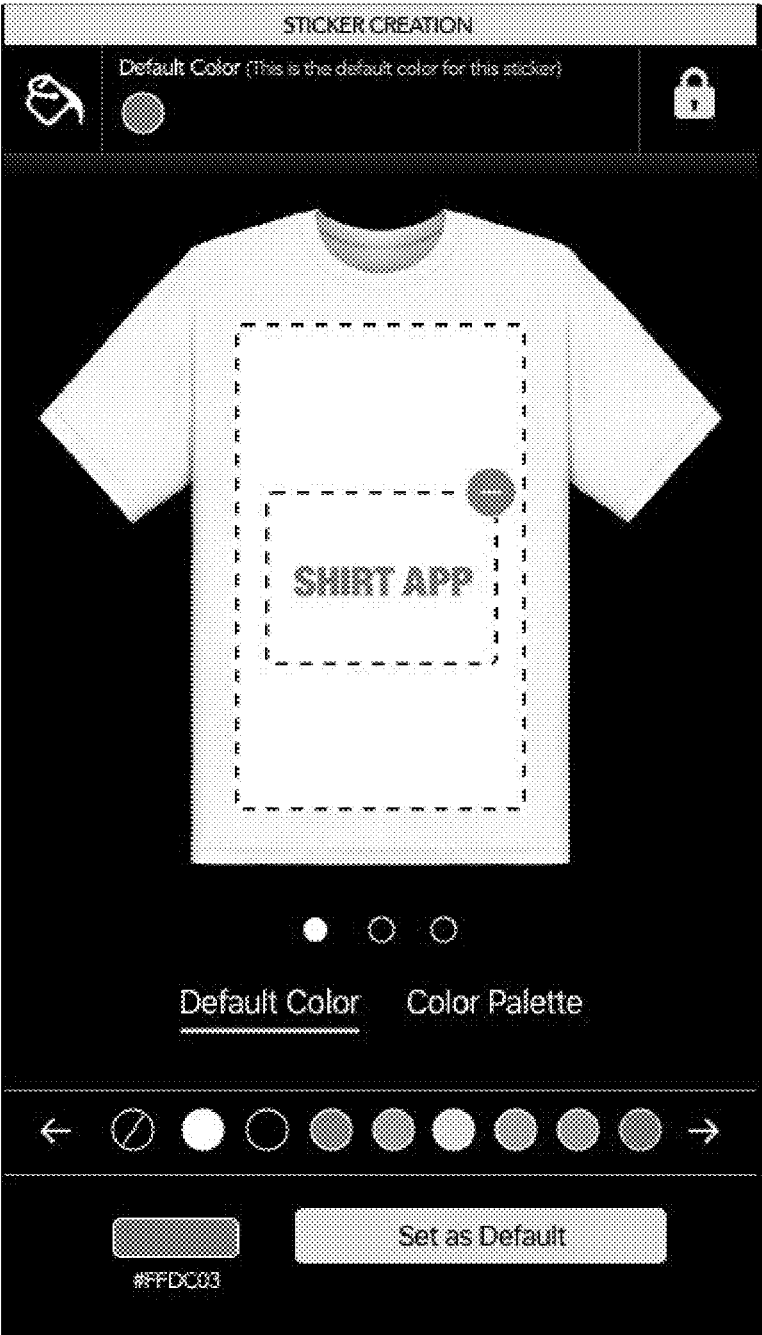 STICKER CREATION
Default Color (This is the default color for this sticker)
SHIRT APP
Default Color Color Palette
Set as Default
#FFDC03